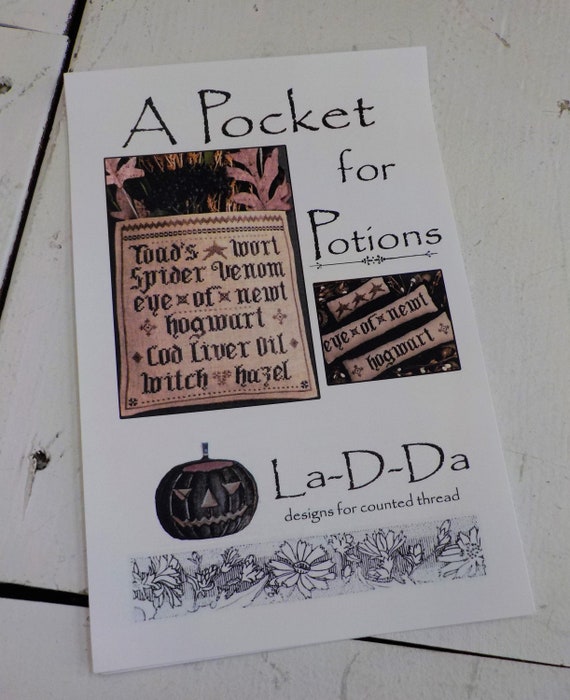 A Pocket
for
Potions
Toad's wort
Spider Venom
eye of newt
hogwart
Cod Liver Oil
witch hazel
eye of newt
hogwart
La-D-Da
designs for counted thread